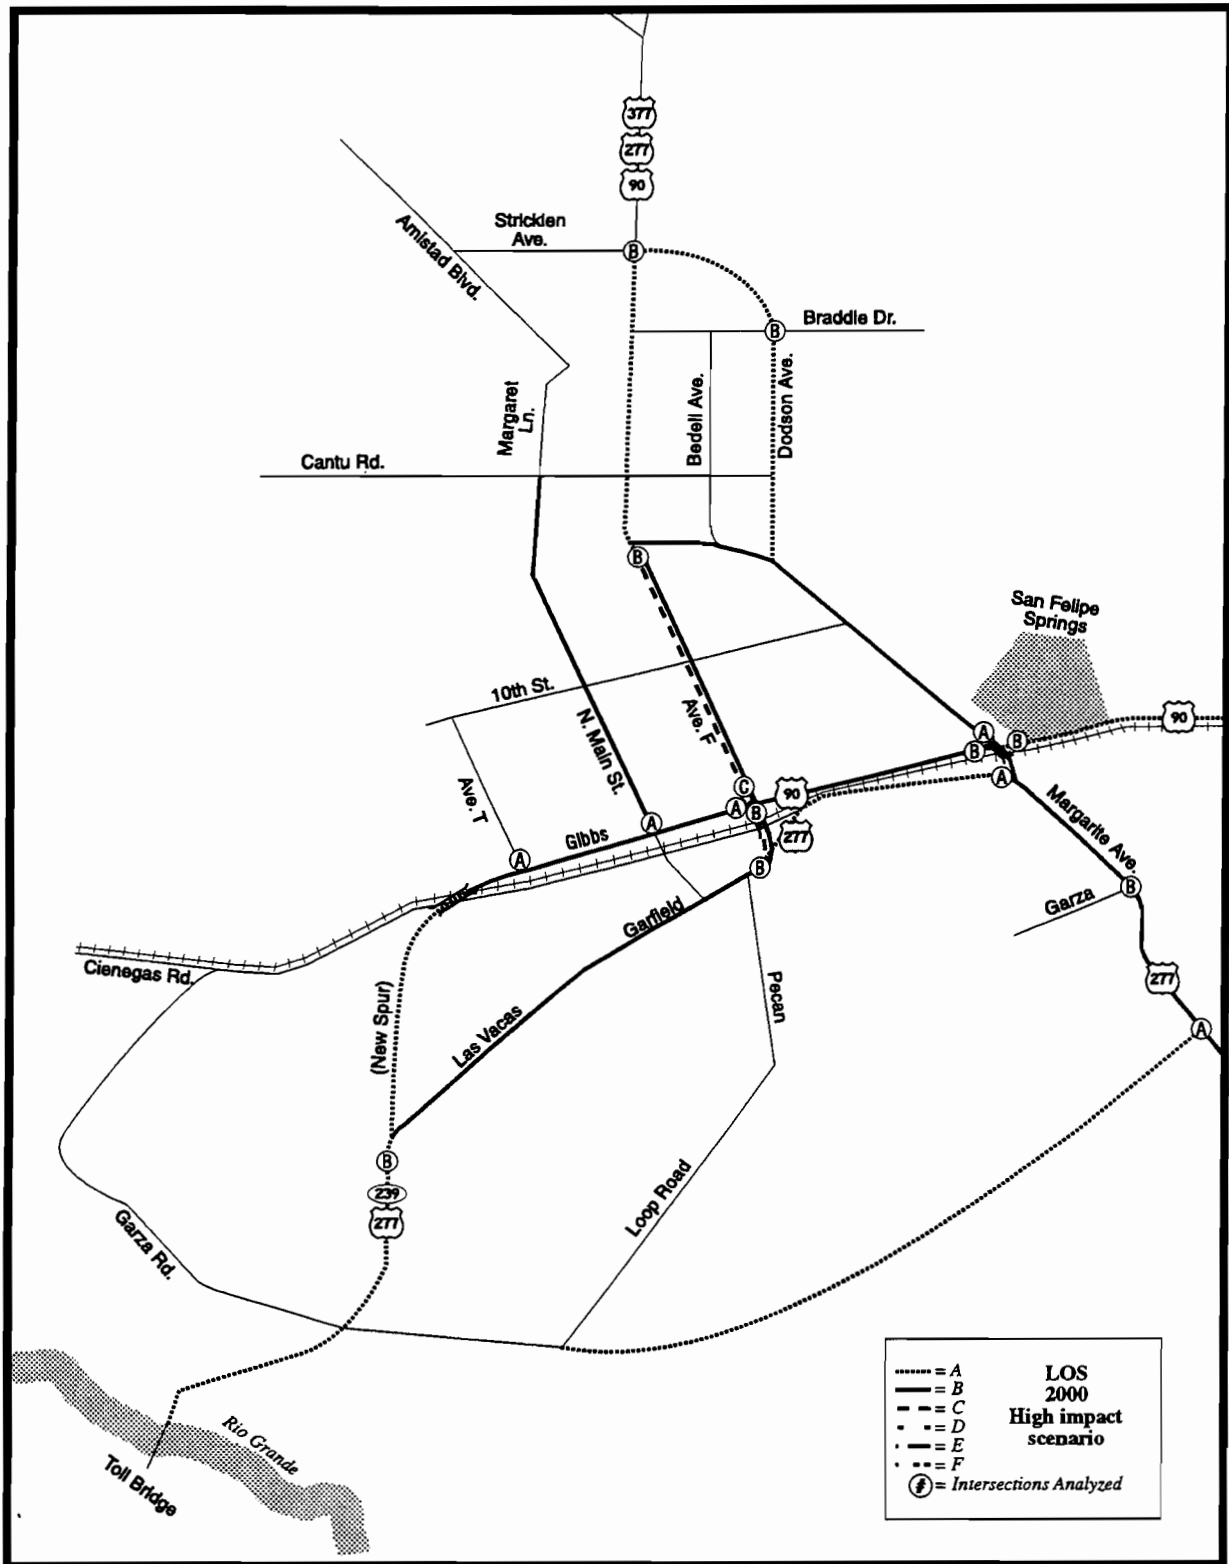 377
277
90
Stricklen
Ave.
B
Amistad Blvd.
B
Braddie Dr.
Margaret
Ln.
Bedell Ave.
Dodson Ave.
Cantu Rd.
B
San Felipe
Springs
10th St.
N. Main St.
Ave. F
Ave. T
90
A
B
B
A
C
90
A
B
A
277
Gibbs
A
B
Margarite Ave.
B
Garza
Garfield
Cienegas Rd.
Pecan
277
(New Spur)
Las Vacas
A
B
239
277
Loop Road
Garza Rd.
Rio Grande
Toll Bridge
LOS
2000
High impact
scenario
= A
= B
= C
= D
= E
= F
# = Intersections Analyzed